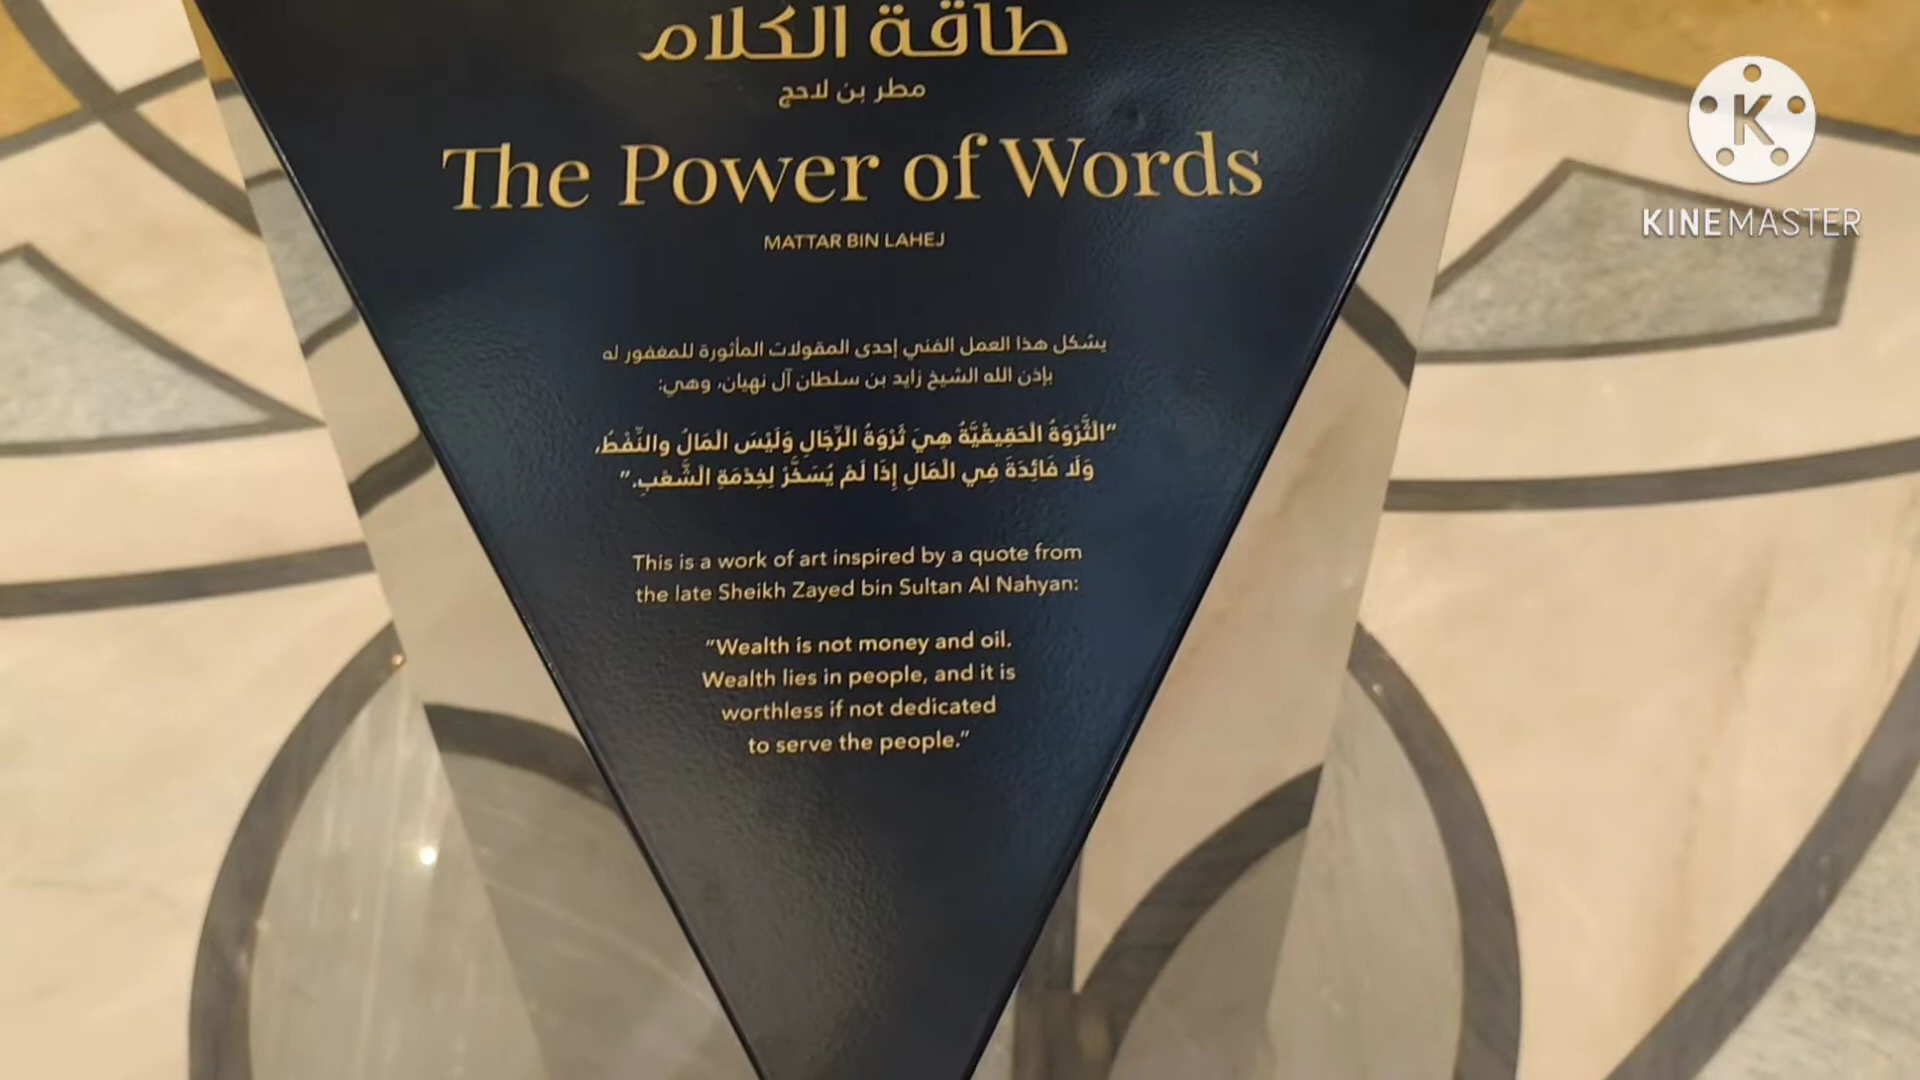 طاقة الكلام
مطر بن لاحج
The Power of Words
MATTAR BIN LAHEJ
يشكل هذا العمل الفني إحدى المقولات المأثورة للمغفور له
بإذن الله الشيخ زايد بن سلطان آل نهيان، وهي:
"الثَّرْوَةُ الْحَقِيقِيَّةُ هِيَ ثَرْوَةُ الرِّجَالِ وَلَيْسَ الْمَالُ والنِّفْطُ،
وَلَا فَائِدَةَ فِي الْمَالِ إِذَا لَمْ يُسَخَّرْ لِخِدْمَةِ الشَّعْبِ."
This is a work of art inspired by a quote from
the late Sheikh Zayed bin Sultan Al Nahyan:
"Wealth is not money and oil.
Wealth lies in people, and it is
worthless if not dedicated
to serve the people."
K
KINEMASTER